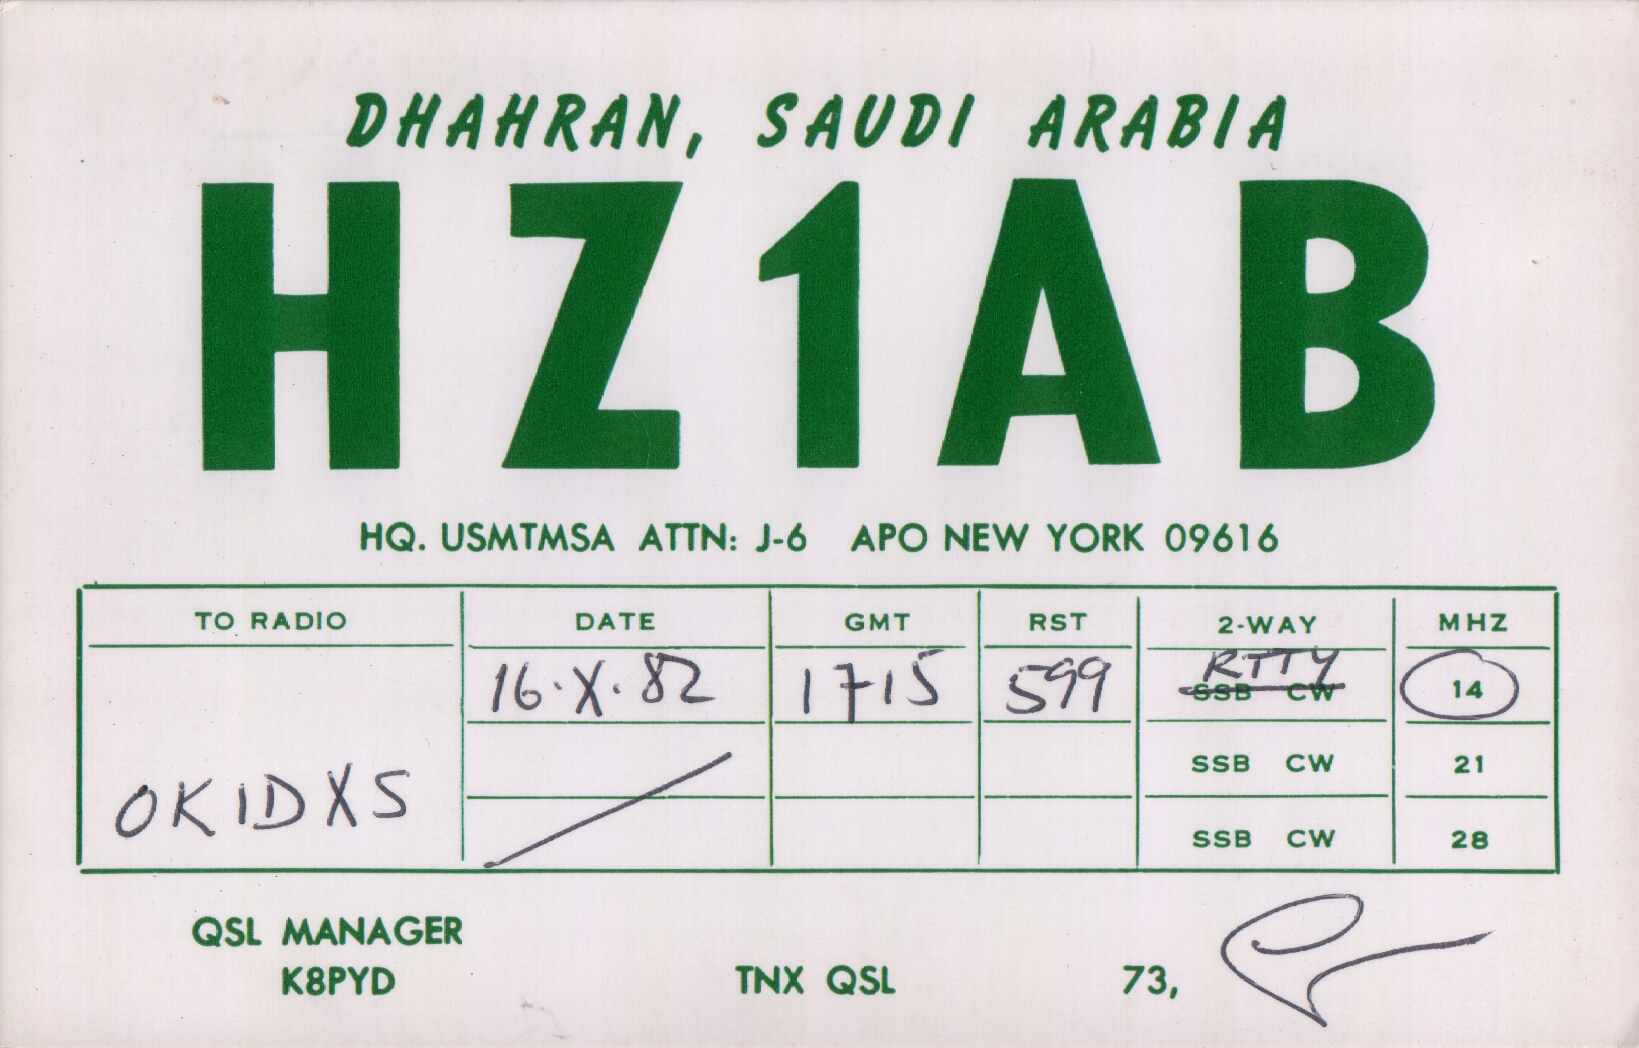 DHAHRAN, SAUDI ARABIA
HZ1AB
HQ. USMTMSA ATTN: J-6 APO NEW YORK 09616
TO RADIO DATE GMT RST 2-WAY MHZ
RTTY
16·X·82 1715 599 SSB CW 14
SSB CW 21
OK1DXS
SSB CW 28
QSL MANAGER
K8PYD TNX QSL 73,